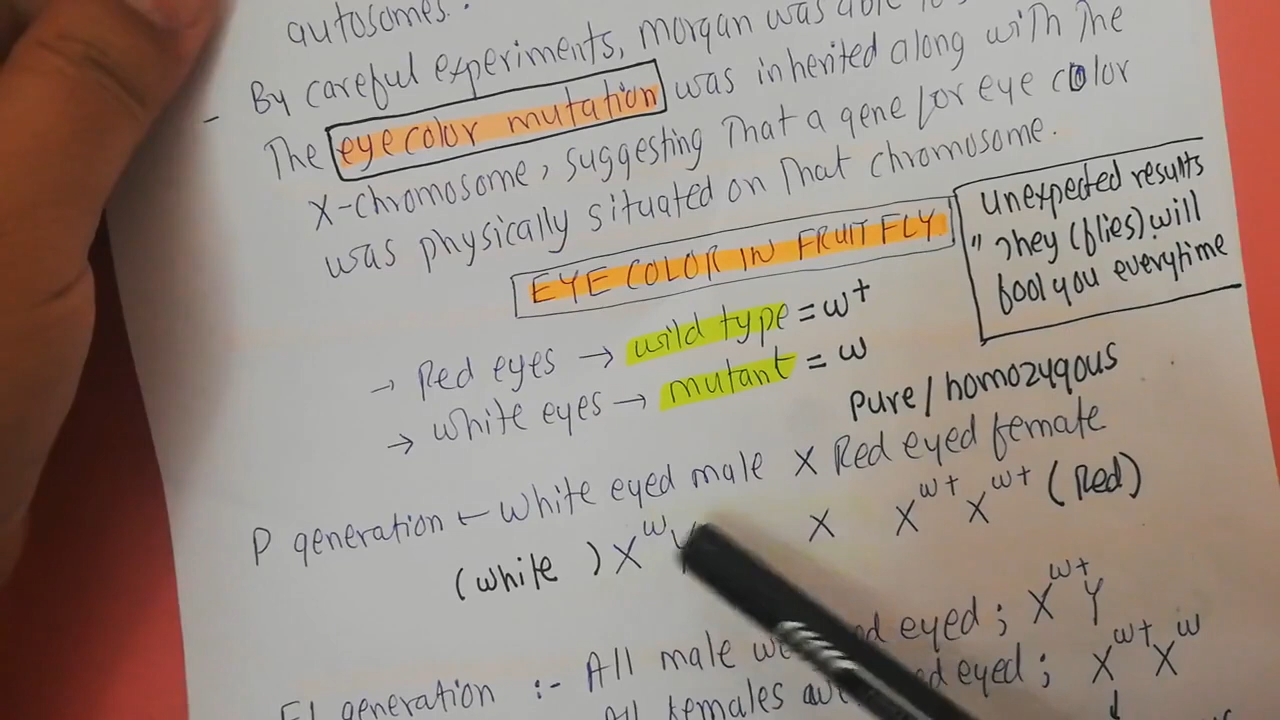 autosomes.
- By careful experiments, morgan was able
The eye color mutation was inherited along with the
X-chromosome, suggesting that a gene for eye color
was physically situated on that chromosome.
EYE COLOR IN FRUIT FLY
unexpected results
" They (flies) will
fool you everytime
→ Red eyes → wild type = w+
→ white eyes → mutant = w
pure / homozygous
P generation ← white eyed male X Red eyed female
(white ) X^w Y X X^w+ X^w+ (Red)
F1 generation :- All male eyed ; X^w+ Y
All females eyed ; X^w+ X^w